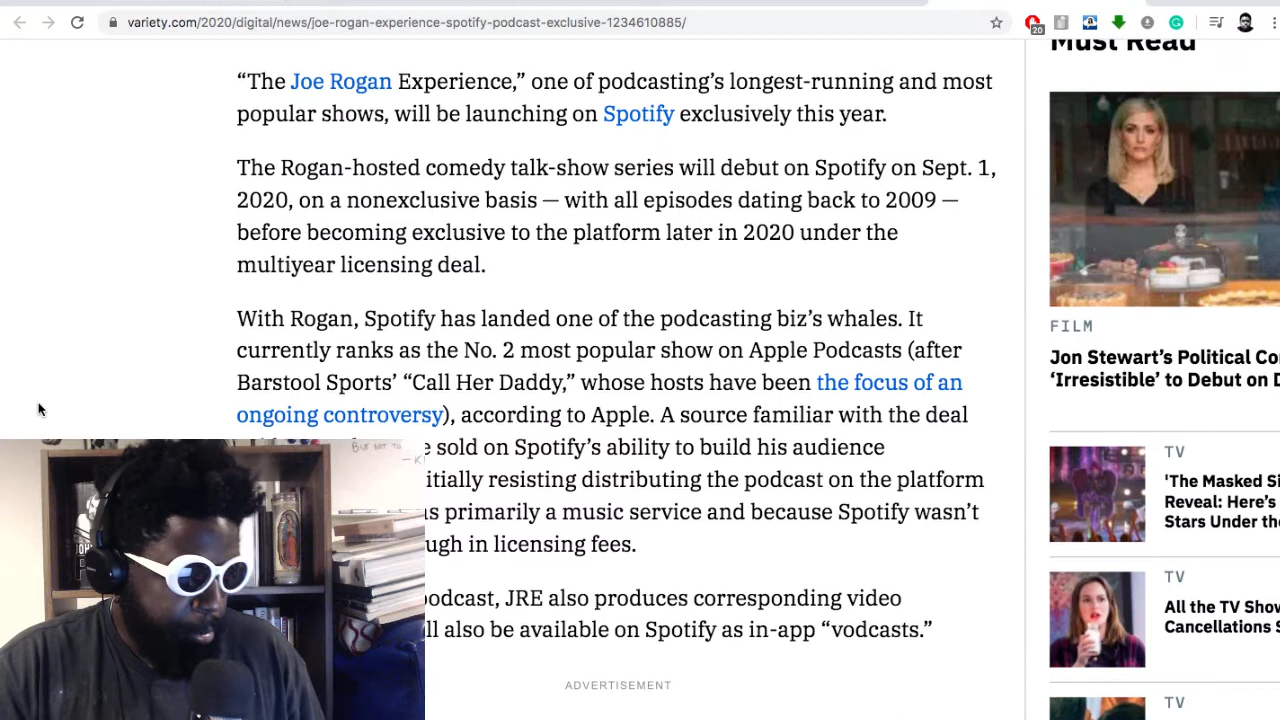 variety.com/2020/digital/news/joe-rogan-experience-spotify-podcast-exclusive-1234610885/
20
Must Read
“The Joe Rogan Experience,” one of podcasting’s longest-running and most
popular shows, will be launching on Spotify exclusively this year.
The Rogan-hosted comedy talk-show series will debut on Spotify on Sept. 1,
2020, on a nonexclusive basis — with all episodes dating back to 2009 —
before becoming exclusive to the platform later in 2020 under the
multiyear licensing deal.
With Rogan, Spotify has landed one of the podcasting biz’s whales. It
currently ranks as the No. 2 most popular show on Apple Podcasts (after
Barstool Sports’ “Call Her Daddy,” whose hosts have been the focus of an
ongoing controversy), according to Apple. A source familiar with the deal
sold on Spotify’s ability to build his audience
itially resisting distributing the podcast on the platform
primarily a music service and because Spotify wasn’t
ugh in licensing fees.
odcast, JRE also produces corresponding video
ll also be available on Spotify as in-app “vodcasts.”
ADVERTISEMENT
FILM
Jon Stewart’s Political Co
‘Irresistible’ to Debut on D
TV
'The Masked Si
Reveal: Here’s
Stars Under the
TV
All the TV Show
Cancellations S
TV
BUT NOT TO